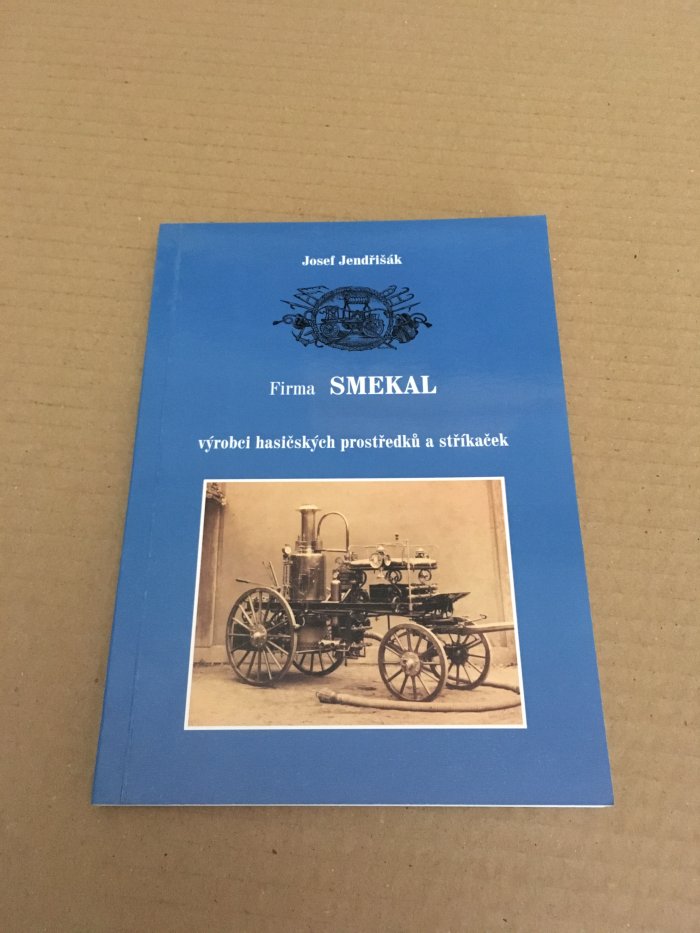 Josef Jendřišák
Firma SMEKAL
výrobci hasičských prostředků a stříkaček